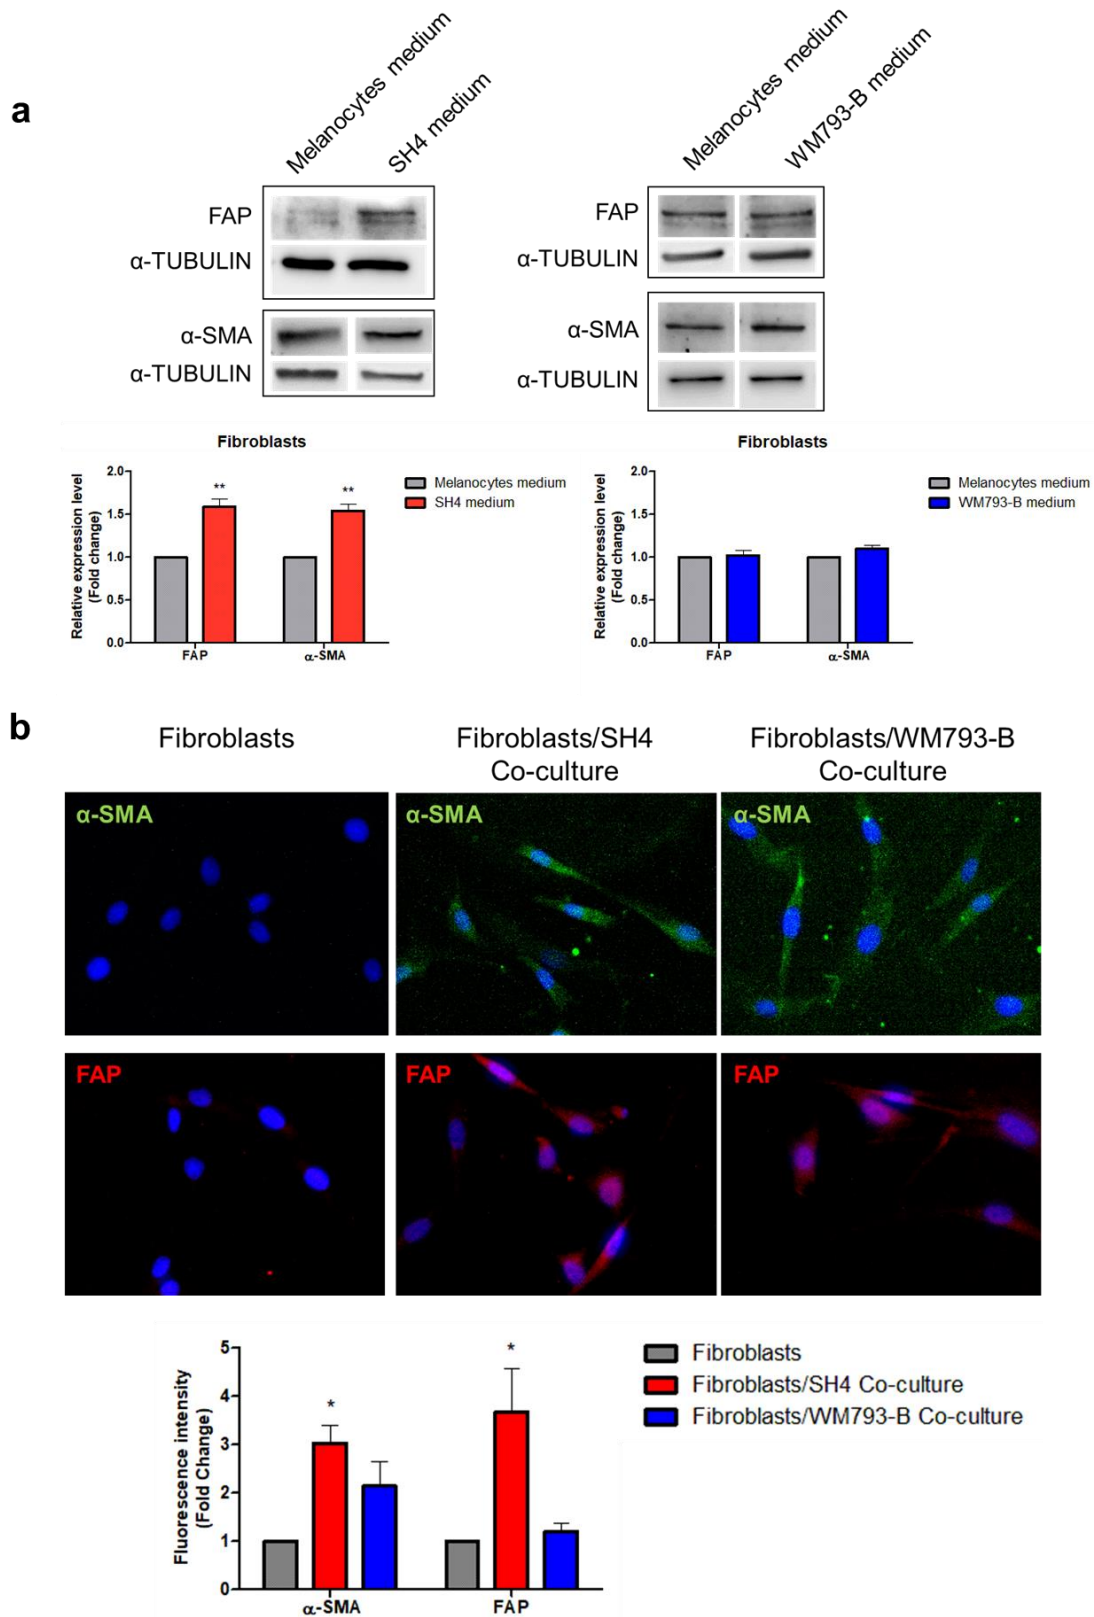 a
Melanocytes medium
SH4 medium
FAP
α-TUBULIN
α-SMA
α-TUBULIN
Melanocytes medium
WM793-B medium
FAP
α-TUBULIN
α-SMA
α-TUBULIN
Fibroblasts
Relative expression level
(Fold change)
2.0
1.5
1.0
0.5
0.0
**
**
FAP
α-SMA
Melanocytes medium
SH4 medium
Fibroblasts
Relative expression level
(Fold change)
2.0
1.5
1.0
0.5
0.0
FAP
α-SMA
Melanocytes medium
WM793-B medium
b
Fibroblasts
Fibroblasts/SH4
Co-culture
Fibroblasts/WM793-B
Co-culture
α-SMA
α-SMA
α-SMA
FAP
FAP
FAP
Fluorescence intensity
(Fold Change)
5
4
3
2
1
0
*
*
α-SMA
FAP
Fibroblasts
Fibroblasts/SH4 Co-culture
Fibroblasts/WM793-B Co-culture